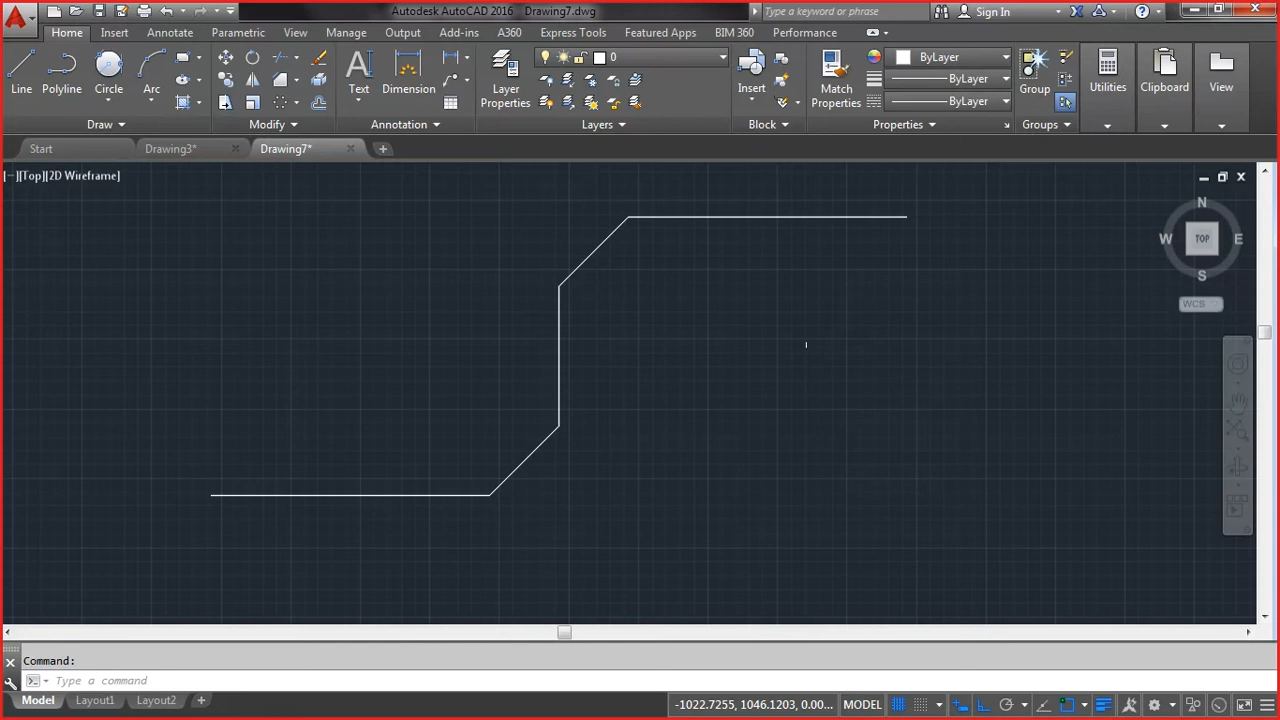 Autodesk AutoCAD 2016 Drawing7.dwg
Type a keyword or phrase
Sign In
Home Insert Annotate Parametric View Manage Output Add-ins A360 Express Tools Featured Apps BIM 360 Performance
0
ByLayer
ByLayer
ByLayer
Line Polyline Circle Arc Text Dimension Layer Properties Insert Match Properties Group Utilities Clipboard View
Draw Modify Annotation Layers Block Properties Groups
Start Drawing3* Drawing7*
[−][Top][2D Wireframe]
N
W TOP E
S
WCS
Command:
Type a command
Model Layout1 Layout2
-1022.7255, 1046.1203, 0.00... MODEL